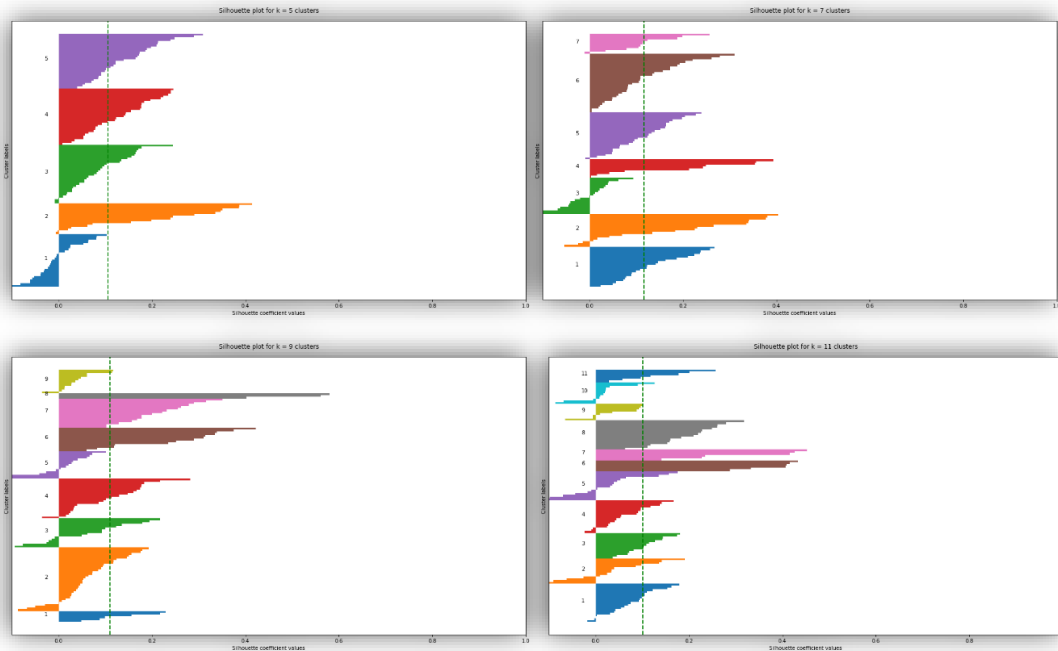 Silhouette plot for k = 5 clusters
Cluster labels
5
4
3
2
1
0.0 0.2 0.4 0.6 0.8 1.0
Silhouette coefficient values
Silhouette plot for k = 7 clusters
Cluster labels
7
6
5
4
3
2
1
0.0 0.2 0.4 0.6 0.8 1.0
Silhouette coefficient values
Silhouette plot for k = 9 clusters
Cluster labels
9
8
7
6
5
4
3
2
1
0.0 0.2 0.4 0.6 0.8 1.0
Silhouette coefficient values
Silhouette plot for k = 11 clusters
Cluster labels
11
10
9
8
7
6
5
4
3
2
1
0.0 0.2 0.4 0.6 0.8
Silhouette coefficient values